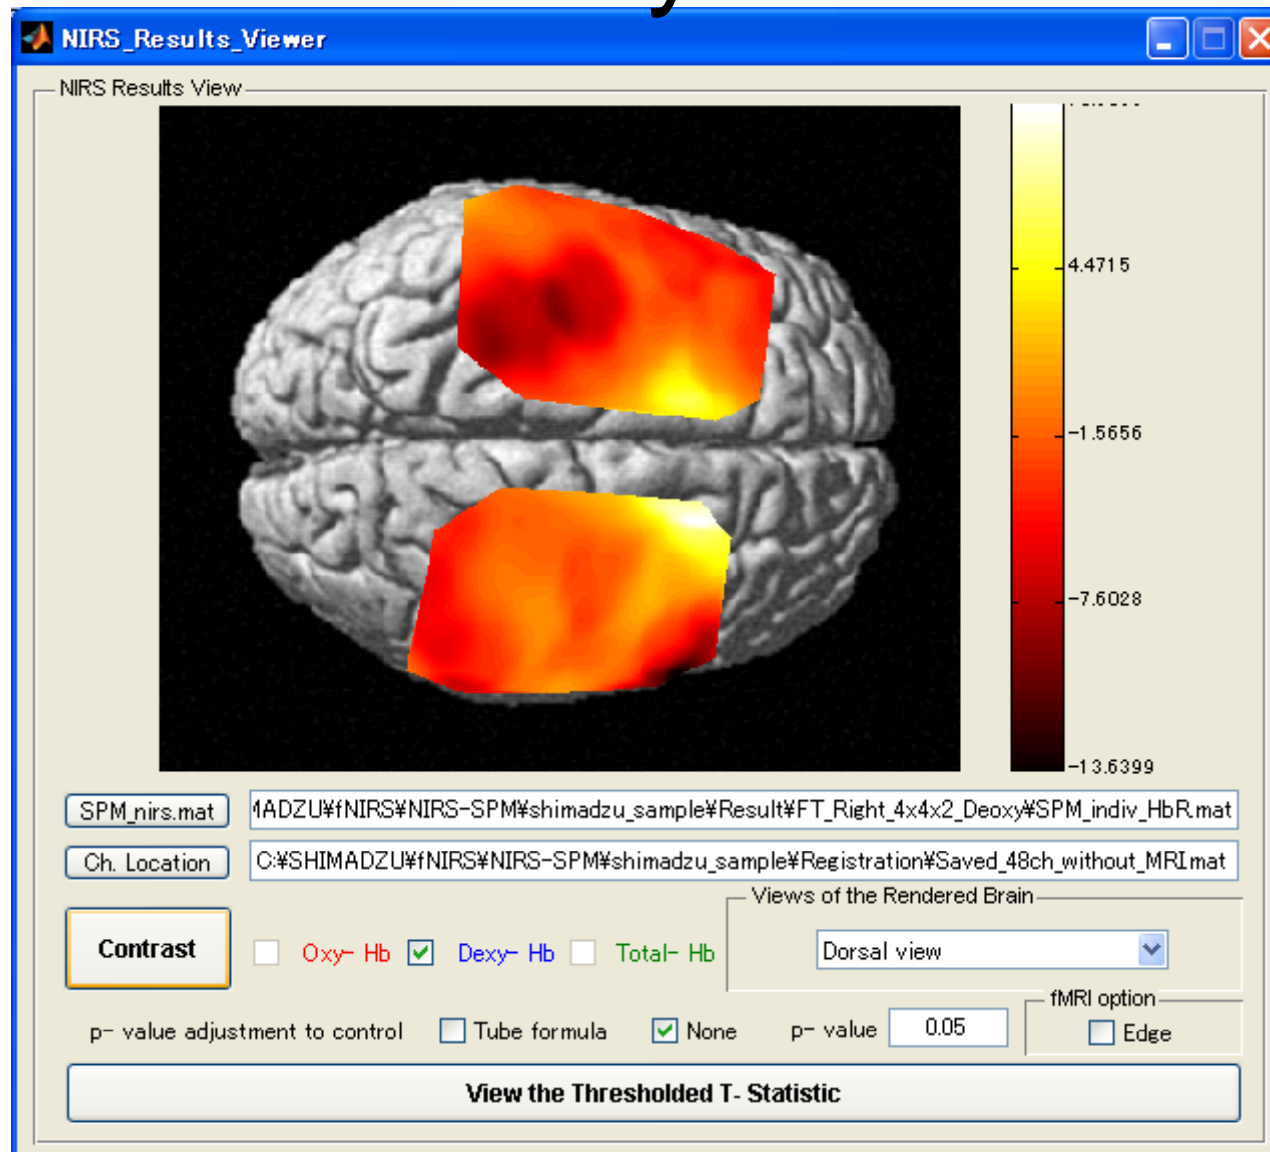 NIRS_Results_Viewer
NIRS Results View
4.4715
-1.5656
-7.6028
-13.6399
SPM_nirs.mat
MADZU¥fNIRS¥NIRS-SPM¥shimadzu_sample¥Result¥FT_Right_4x4x2_Deoxy¥SPM_indiv_HbR.mat
Ch. Location
C:¥SHIMADZU¥fNIRS¥NIRS-SPM¥shimadzu_sample¥Registration¥Saved_48ch_without_MRI.mat
Views of the Rendered Brain
Contrast
Oxy- Hb
Dexy- Hb
Total- Hb
Dorsal view
fMRI option
p- value adjustment to control
Tube formula
None
p- value
0.05
Edge
View the Thresholded T- Statistic